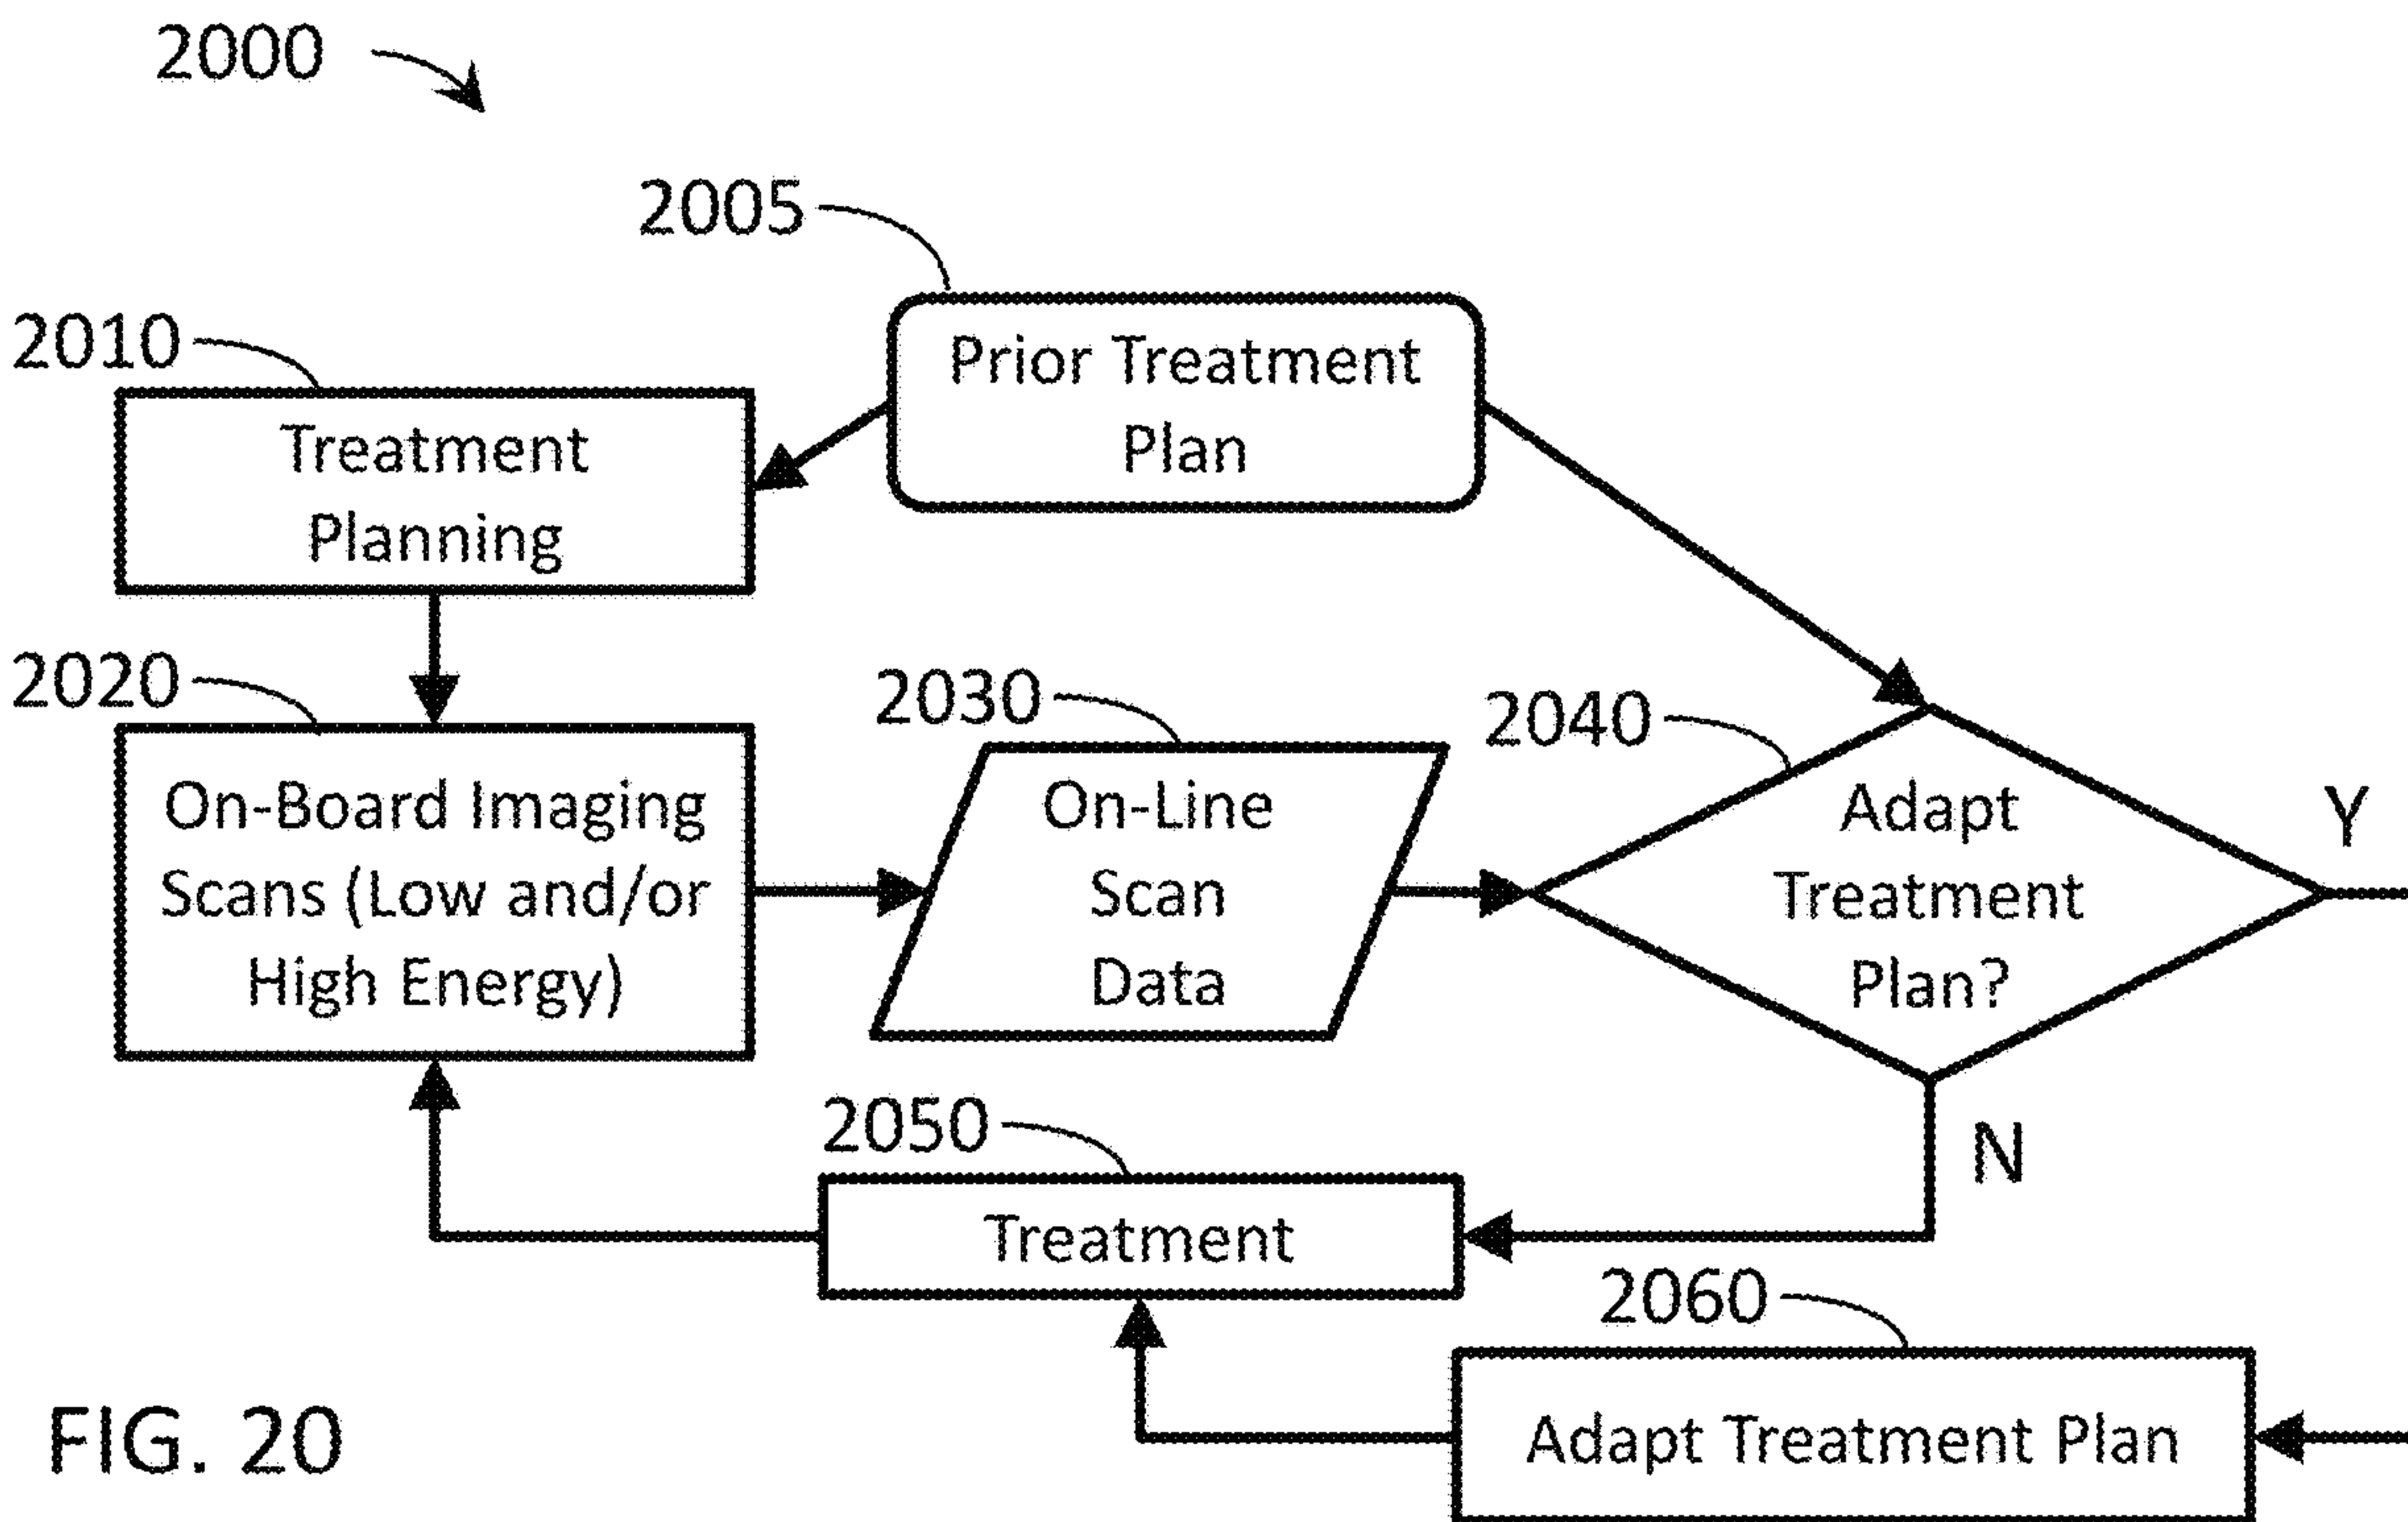 2000
2005
Prior Treatment
Plan
2010
Treatment
Planning
2020
On-Board Imaging
Scans (Low and/or
High Energy)
2030
On-Line
Scan
Data
2040
Adapt
Treatment
Plan?
Y
N
2050
Treatment
2060
Adapt Treatment Plan
FIG. 20